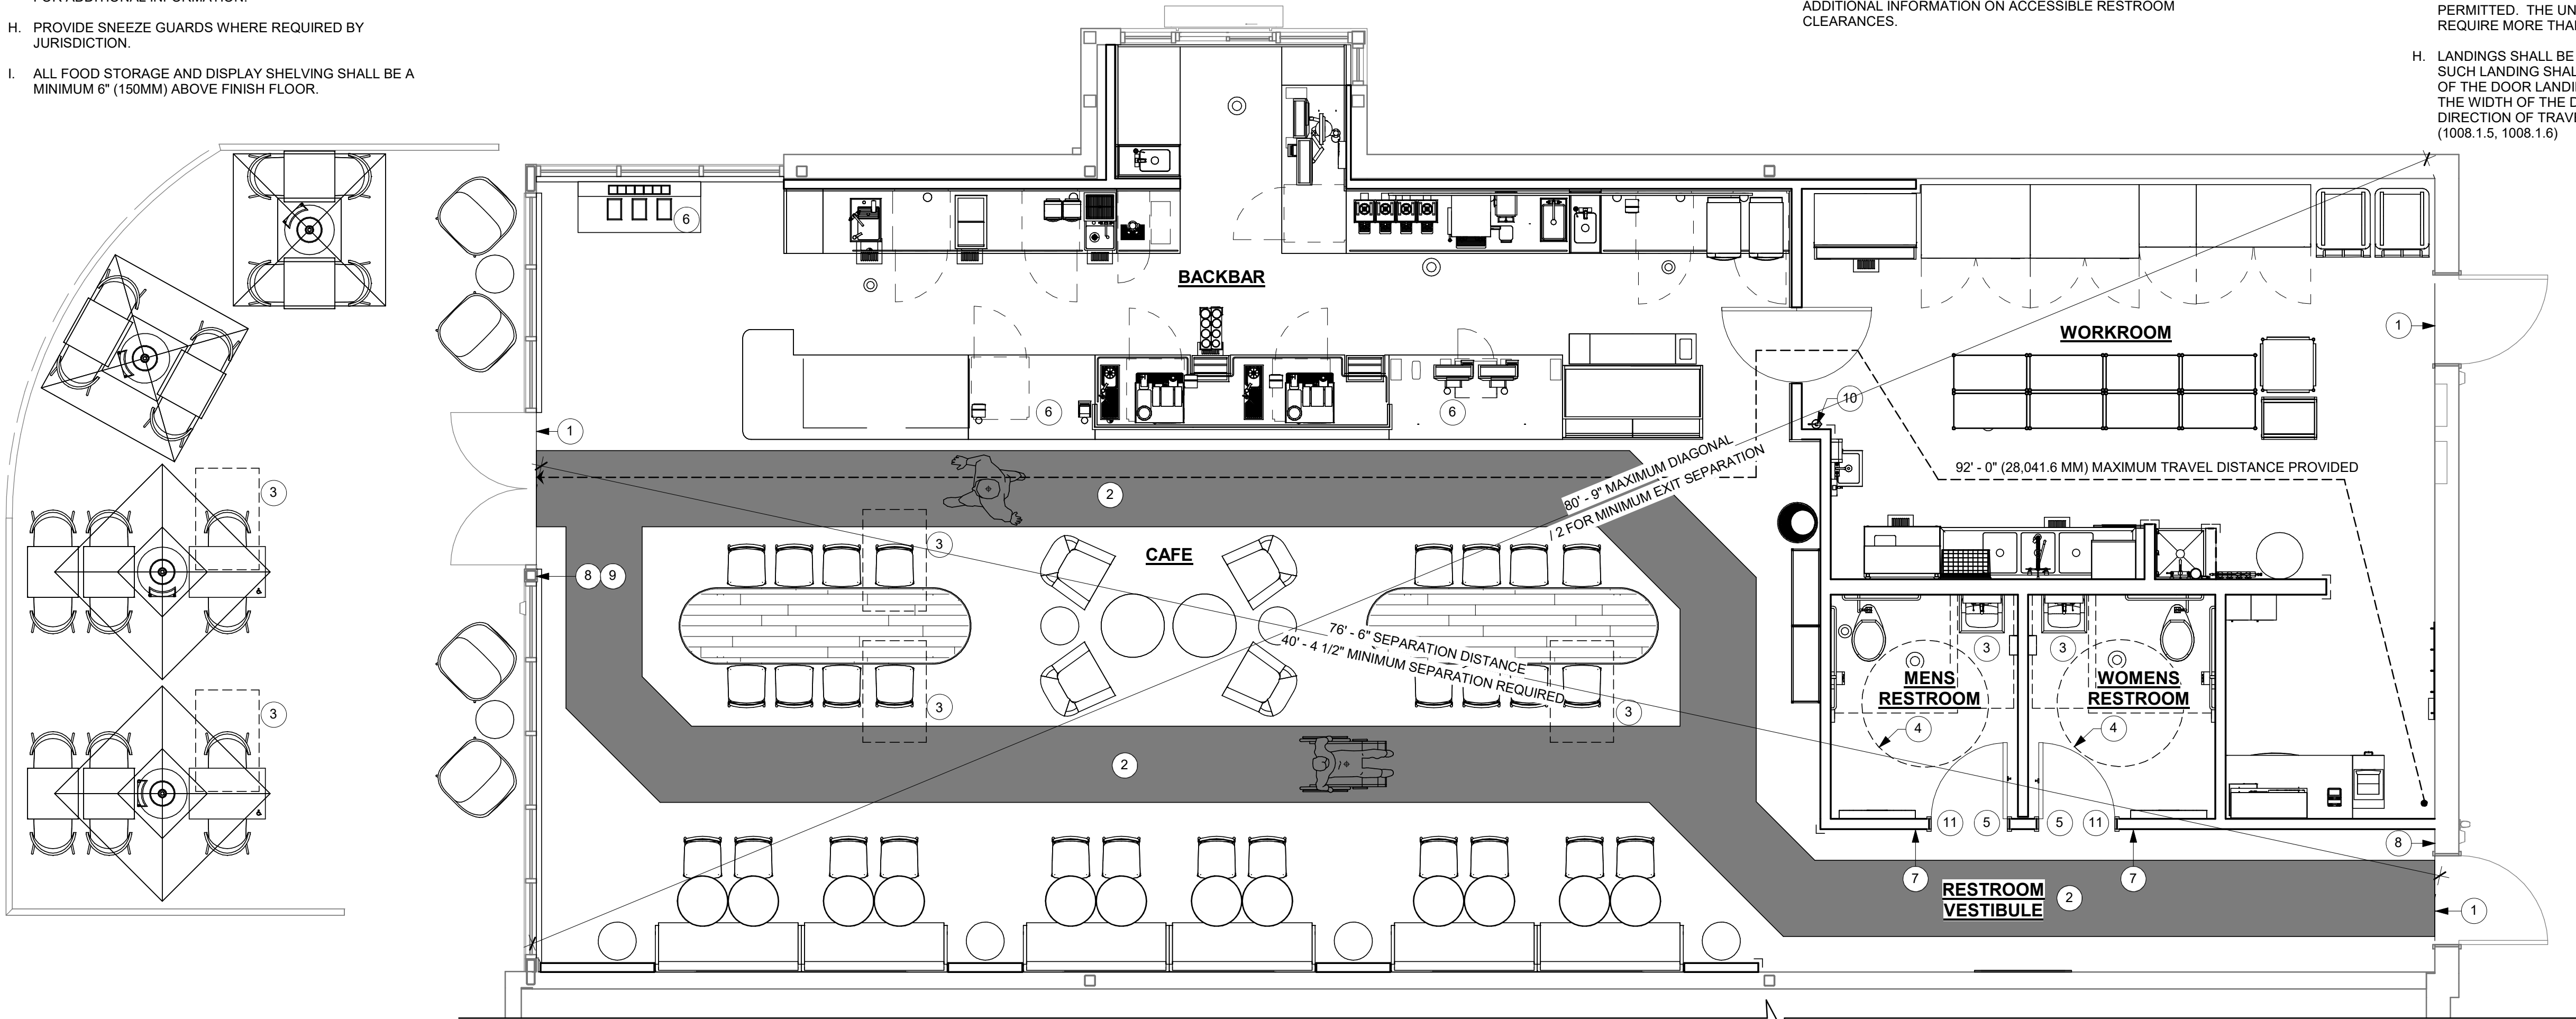 FOR ADDITIONAL INFORMATION.
H. PROVIDE SNEEZE GUARDS WHERE REQUIRED BY
JURISDICTION.
I. ALL FOOD STORAGE AND DISPLAY SHELVING SHALL BE A
MINIMUM 6" (150MM) ABOVE FINISH FLOOR.
ADDITIONAL INFORMATION ON ACCESSIBLE RESTROOM
CLEARANCES.
PERMITTED. THE UN
REQUIRE MORE THA
H. LANDINGS SHALL BE
SUCH LANDING SHAL
OF THE DOOR LANDI
THE WIDTH OF THE D
DIRECTION OF TRAV
(1008.1.5, 1008.1.6)
6
BACKBAR
WORKROOM
1
10
6
6
1
80' - 9" MAXIMUM DIAGONAL
/ 2 FOR MINIMUM EXIT SEPARATION
92' - 0" (28,041.6 MM) MAXIMUM TRAVEL DISTANCE PROVIDED
3
2
3
CAFE
8 9
76' - 6" SEPARATION DISTANCE
40' - 4 1/2" MINIMUM SEPARATION REQUIRED
3
3
MENS
RESTROOM
WOMENS
RESTROOM
3
3
3
4
4
2
11
5
5
11
8
7
7
RESTROOM
VESTIBULE
2
1